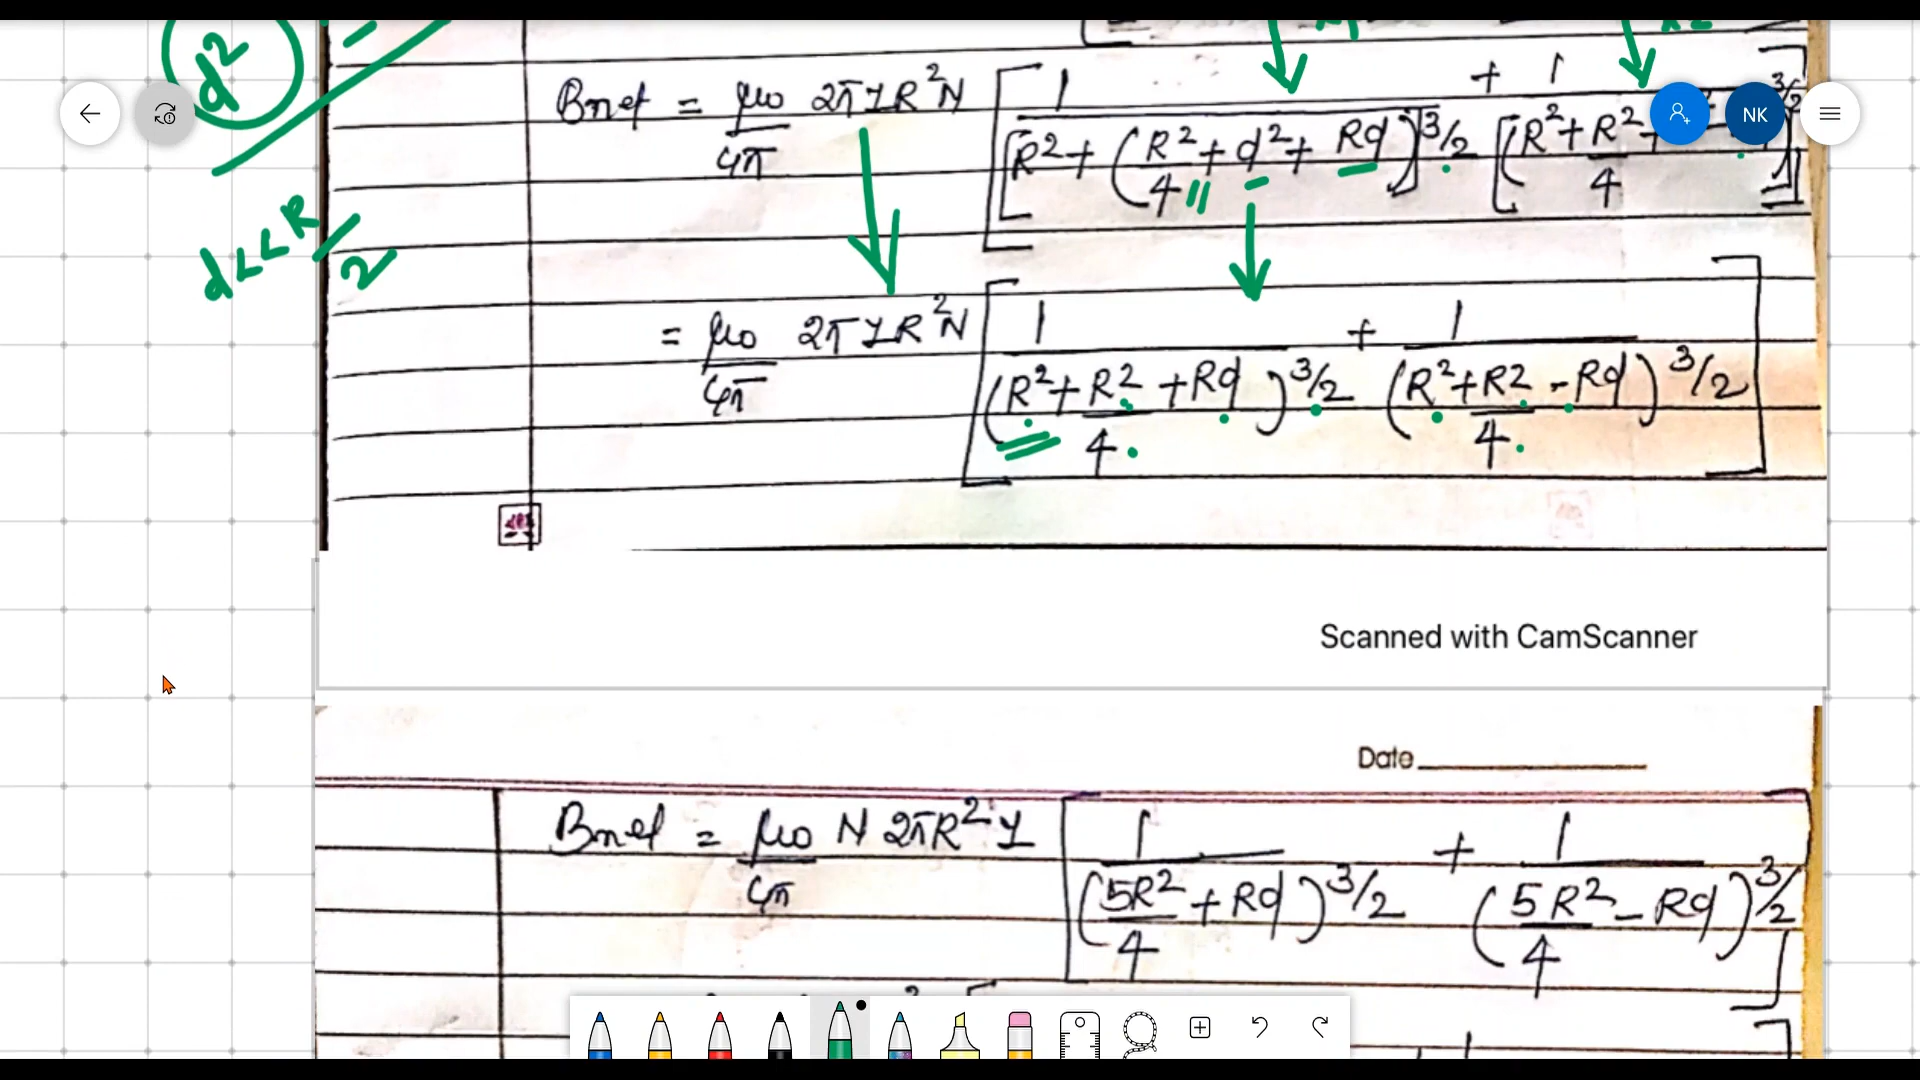 d²
Bnet = μ0/4π 2πIR²N [ 1/[R²+(R²/4+d²+Rd)]^3/2 + 1/[(R²+R²/4
d<<R/2
= μ0/4π 2πIR²N [ 1/(R²+R²/4+Rd)^3/2 + 1/(R²+R²/4-Rd)^3/2 ]
NK
Scanned with CamScanner
Date
Bnet = μ0/4π N2πR²I [ 1/(5R²/4+Rd)^3/2 + 1/(5R²/4-Rd)^3/2 ]